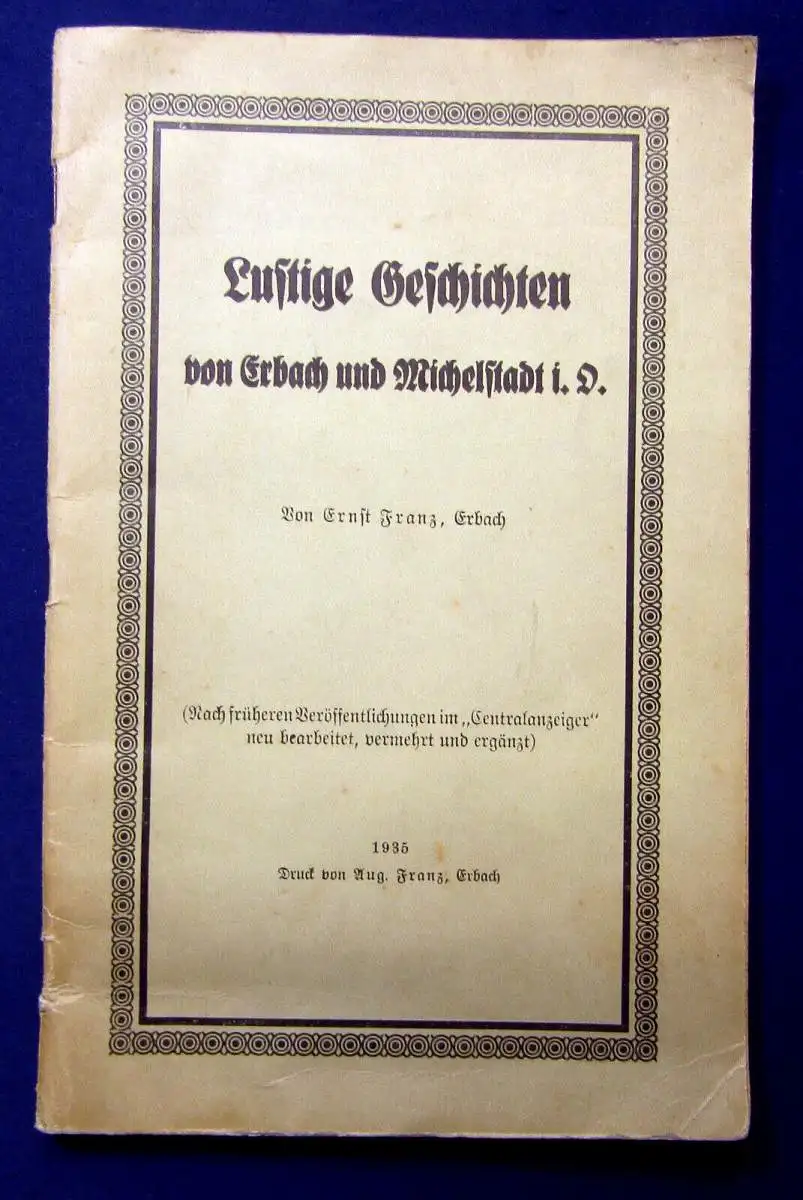 Luſtige Geſchichten
von Erbach und Michelſtadt i. O.
Von Ernſt Franz, Erbach
(Nach früheren Veröffentlichungen im „Centralanzeiger“
neu bearbeitet, vermehrt und ergänzt)
1935
Druck von Aug. Franz, Erbach